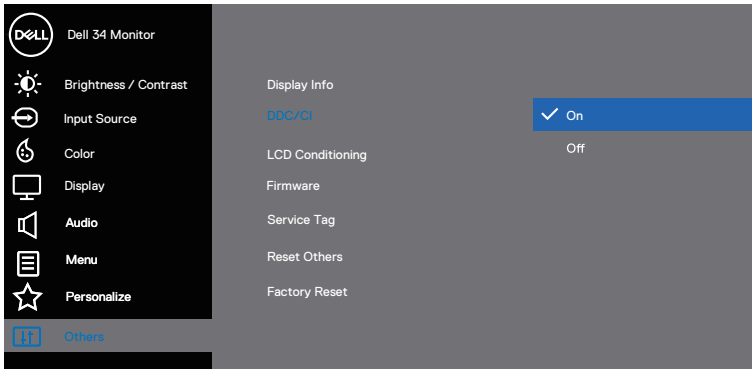 DELL
Dell 34 Monitor
Brightness / Contrast
Input Source
Color
Display
Audio
Menu
Personalize
Others
Display Info
DDC/CI
LCD Conditioning
Firmware
Service Tag
Reset Others
Factory Reset
On
Off